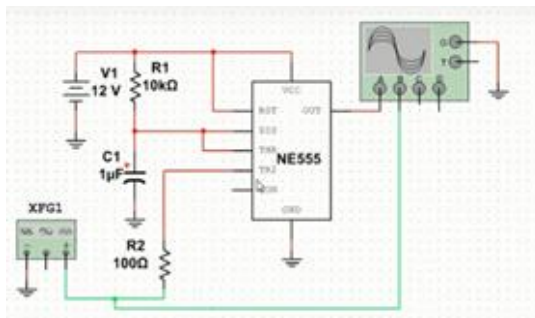 V1
12 V
R1
10kΩ
VCC
RST
OUT
DIS
THR
NE555
TRI
CON
GND
C1
1µF
XFG1
R2
100Ω
G
T
A
B
C
D